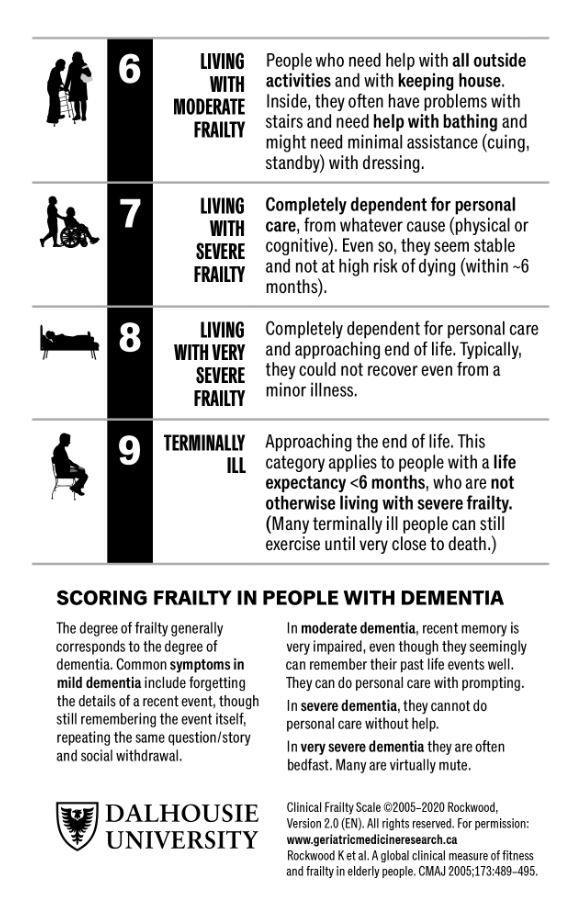 6
LIVING
WITH
MODERATE
FRAILTY
People who need help with all outside
activities and with keeping house.
Inside, they often have problems with
stairs and need help with bathing and
might need minimal assistance (cuing,
standby) with dressing.
7
LIVING
WITH
SEVERE
FRAILTY
Completely dependent for personal
care, from whatever cause (physical or
cognitive). Even so, they seem stable
and not at high risk of dying (within ~6
months).
8
LIVING
WITH VERY
SEVERE
FRAILTY
Completely dependent for personal care
and approaching end of life. Typically,
they could not recover even from a
minor illness.
9
TERMINALLY
ILL
Approaching the end of life. This
category applies to people with a life
expectancy <6 months, who are not
otherwise living with severe frailty.
(Many terminally ill people can still
exercise until very close to death.)
SCORING FRAILTY IN PEOPLE WITH DEMENTIA
The degree of frailty generally
corresponds to the degree of
dementia. Common symptoms in
mild dementia include forgetting
the details of a recent event, though
still remembering the event itself,
repeating the same question/story
and social withdrawal.
In moderate dementia, recent memory is
very impaired, even though they seemingly
can remember their past life events well.
They can do personal care with prompting.
In severe dementia, they cannot do
personal care without help.
In very severe dementia they are often
bedfast. Many are virtually mute.
DALHOUSIE
UNIVERSITY
Clinical Frailty Scale ©2005–2020 Rockwood,
Version 2.0 (EN). All rights reserved. For permission:
www.geriatricmedicineresearch.ca
Rockwood K et al. A global clinical measure of fitness
and frailty in elderly people. CMAJ 2005;173:489–495.